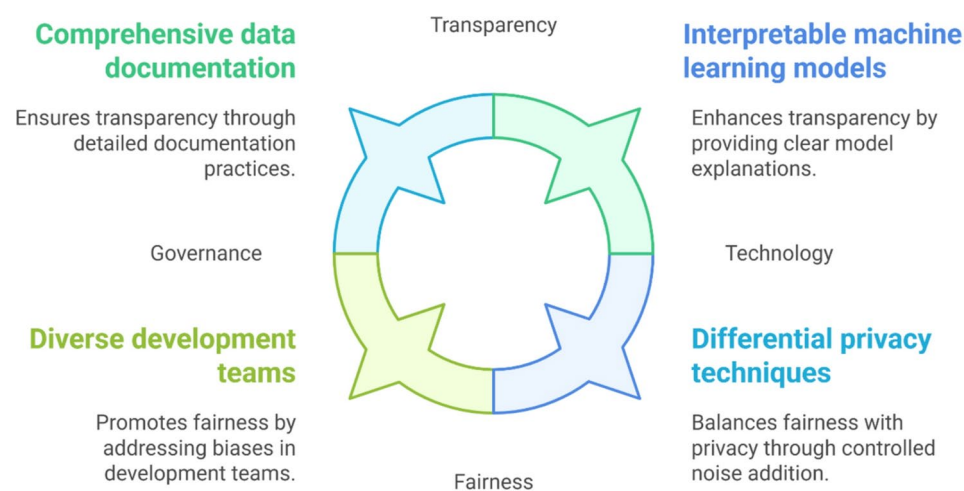 Transparency
Comprehensive data
documentation
Ensures transparency through
detailed documentation
practices.
Interpretable machine
learning models
Enhances transparency by
providing clear model
explanations.
Governance
Technology
Diverse development
teams
Promotes fairness by
addressing biases in
development teams.
Differential privacy
techniques
Balances fairness with
privacy through controlled
noise addition.
Fairness